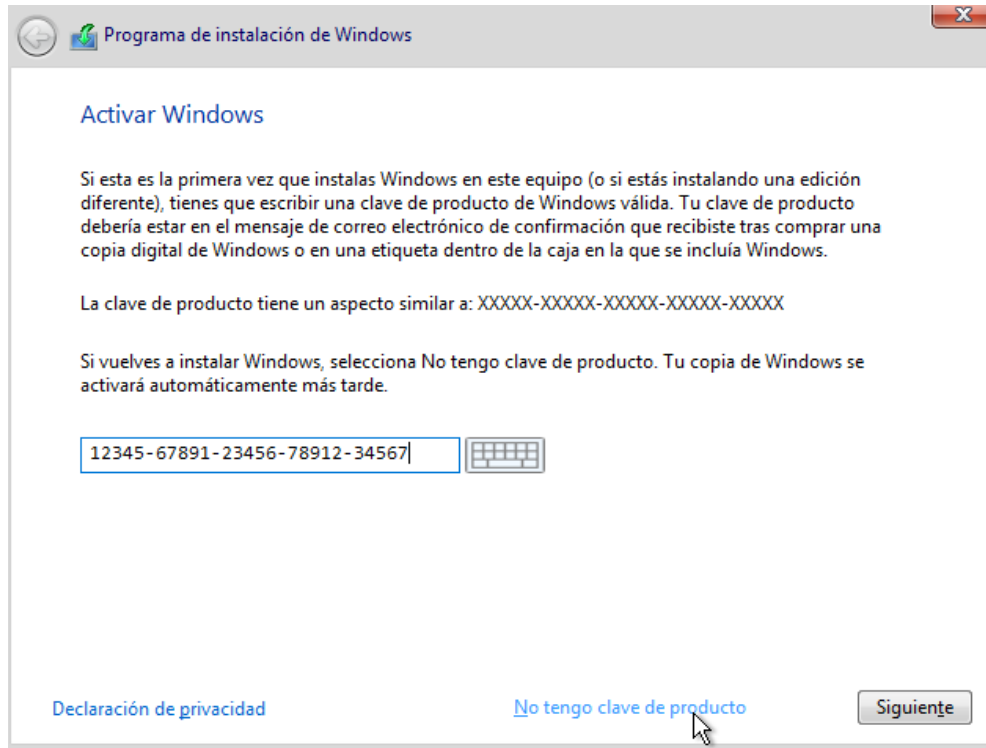 Programa de instalación de Windows
Activar Windows
Si esta es la primera vez que instalas Windows en este equipo (o si estás instalando una edición
diferente), tienes que escribir una clave de producto de Windows válida. Tu clave de producto
debería estar en el mensaje de correo electrónico de confirmación que recibiste tras comprar una
copia digital de Windows o en una etiqueta dentro de la caja en la que se incluía Windows.
La clave de producto tiene un aspecto similar a: XXXXX-XXXXX-XXXXX-XXXXX-XXXXX
Si vuelves a instalar Windows, selecciona No tengo clave de producto. Tu copia de Windows se
activará automáticamente más tarde.
12345-67891-23456-78912-34567
Declaración de privacidad
No tengo clave de producto
Siguiente